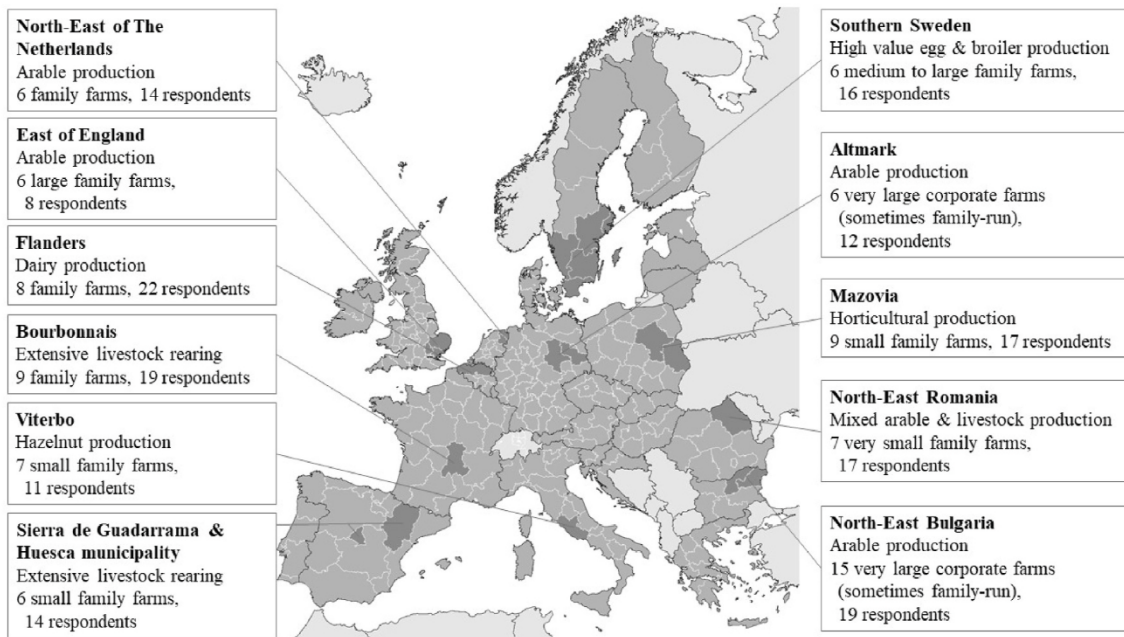 North-East of The
Netherlands
Arable production
6 family farms, 14 respondents
East of England
Arable production
6 large family farms,
8 respondents
Flanders
Dairy production
8 family farms, 22 respondents
Bourbonnais
Extensive livestock rearing
9 family farms, 19 respondents
Viterbo
Hazelnut production
7 small family farms,
11 respondents
Sierra de Guadarrama &
Huesca municipality
Extensive livestock rearing
6 small family farms,
14 respondents
Southern Sweden
High value egg & broiler production
6 medium to large family farms,
16 respondents
Altmark
Arable production
6 very large corporate farms
(sometimes family-run),
12 respondents
Mazovia
Horticultural production
9 small family farms, 17 respondents
North-East Romania
Mixed arable & livestock production
7 very small family farms,
17 respondents
North-East Bulgaria
Arable production
15 very large corporate farms
(sometimes family-run),
19 respondents